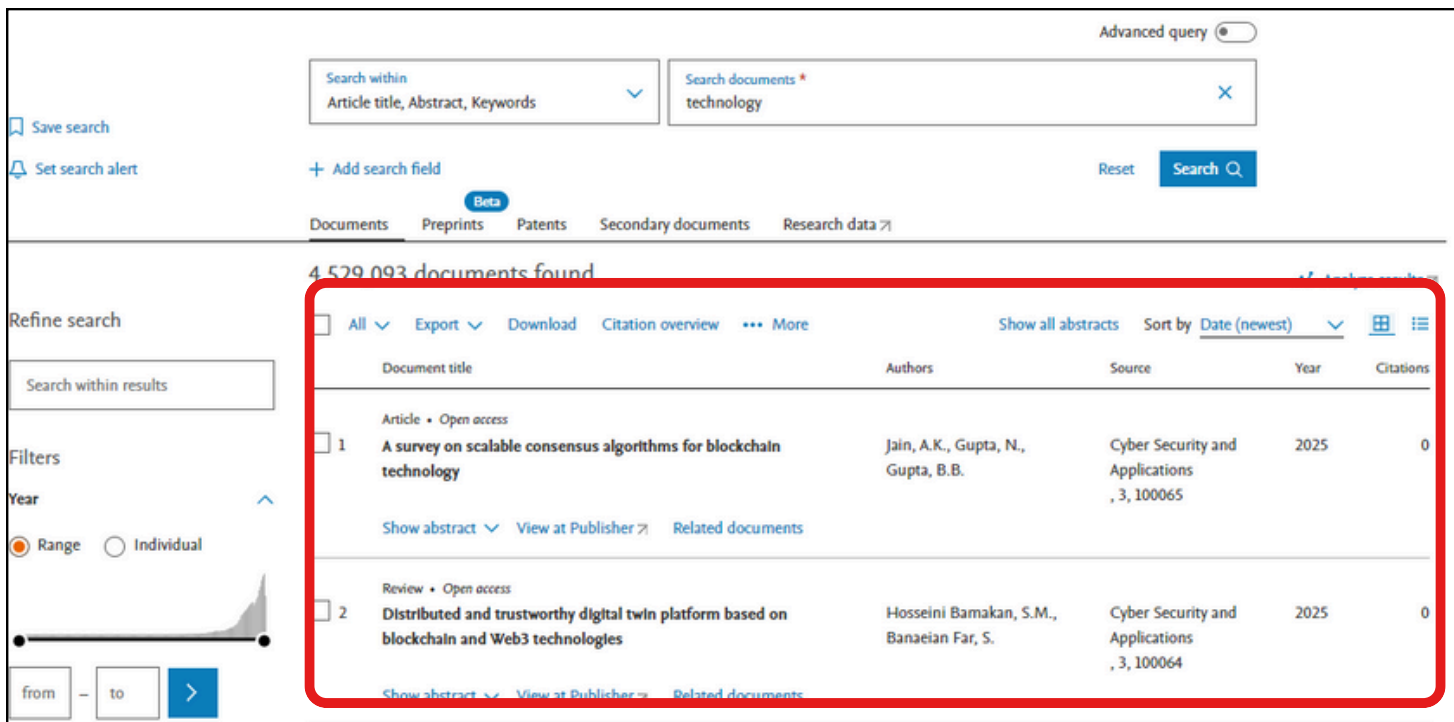 Advanced query
Search within
Article title, Abstract, Keywords
Search documents *
technology
Save search
Set search alert
+ Add search field
Reset
Search
Beta
Documents
Preprints
Patents
Secondary documents
Research data
4,529,093 documents found
Analyze results
Refine search
Search within results
Filters
Year
Range
Individual
from
–
to
All
Export
Download
Citation overview
••• More
Show all abstracts
Sort by Date (newest)
Document title
Authors
Source
Year
Citations
Article • Open access
1
A survey on scalable consensus algorithms for blockchain
technology
Jain, A.K., Gupta, N.,
Gupta, B.B.
Cyber Security and
Applications
, 3, 100065
2025
0
Show abstract
View at Publisher
Related documents
Review • Open access
2
Distributed and trustworthy digital twin platform based on
blockchain and Web3 technologies
Hosseini Bamakan, S.M.,
Banaeian Far, S.
Cyber Security and
Applications
, 3, 100064
2025
0
Show abstract
View at Publisher
Related documents